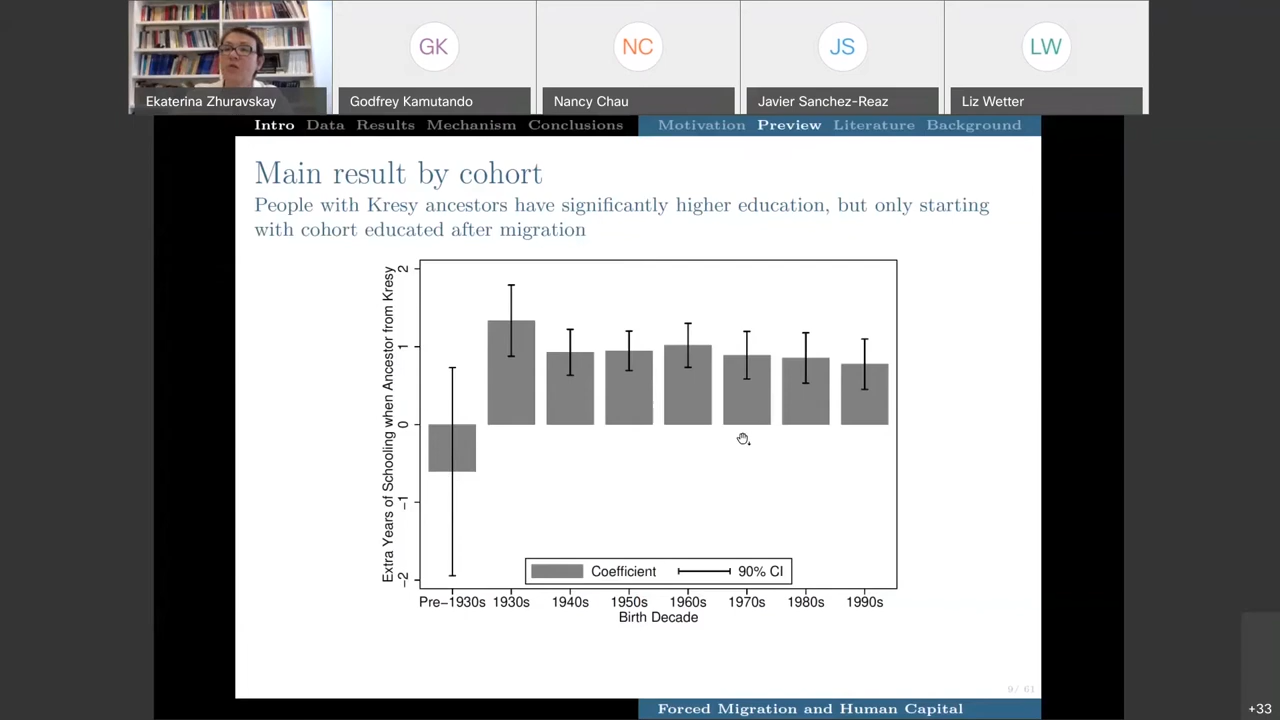 GK
NC
JS
LW
Ekaterina Zhuravskay
Godfrey Kamutando
Nancy Chau
Javier Sanchez-Reaz
Liz Wetter
Intro Data Results Mechanism Conclusions
Motivation Preview Literature Background
Main result by cohort
People with Kresy ancestors have significantly higher education, but only starting
with cohort educated after migration
Extra Years of Schooling when Ancestor from Kresy
2
1
0
−1
−2
Coefficient
90% CI
Pre−1930s 1930s 1940s 1950s 1960s 1970s 1980s 1990s
Birth Decade
9/ 61
Forced Migration and Human Capital
+33